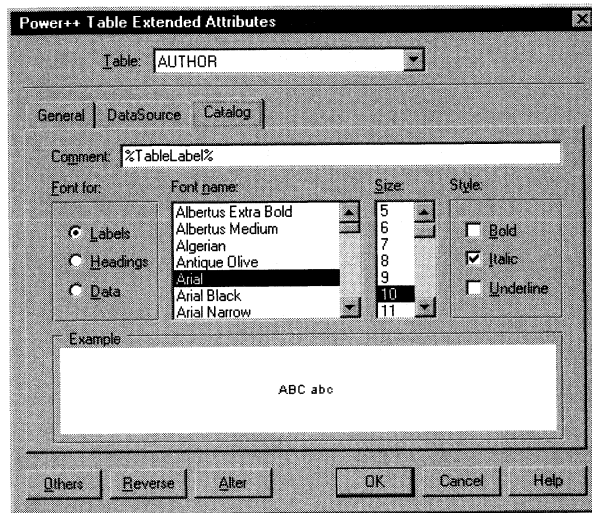 Power++ Table Extended Attributes
Table: AUTHOR
General DataSource Catalog
Comment: %TableLabel%
Font for: Font name: Size: Style:
Labels
Headings
Data
Albertus Extra Bold
Albertus Medium
Algerian
Antique Olive
Arial
Arial Black
Arial Narrow
5
6
7
8
9
10
11
Bold
Italic
Underline
Example
ABC abc
Others Reverse Alter OK Cancel Help